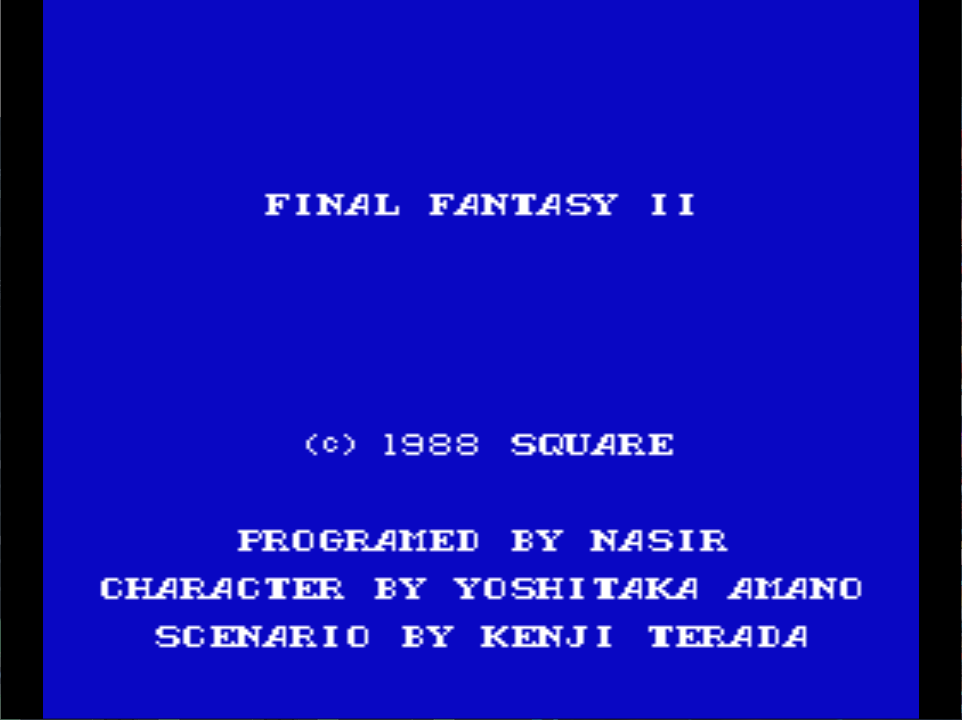 FINAL FANTASY II
(c) 1988 SQUARE
PROGRAMED BY NASIR
CHARACTER BY YOSHITAKA AMANO
SCENARIO BY KENJI TERADA